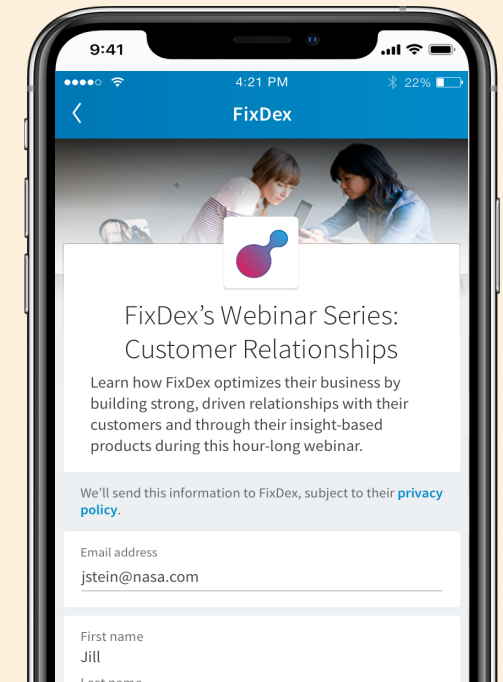 9:41
4:21 PM
22%
FixDex
FixDex’s Webinar Series:
Customer Relationships
Learn how FixDex optimizes their business by
building strong, driven relationships with their
customers and through their insight-based
products during this hour-long webinar.
We’ll send this information to FixDex, subject to their privacy
policy.
Email address
jstein@nasa.com
First name
Jill
Last name